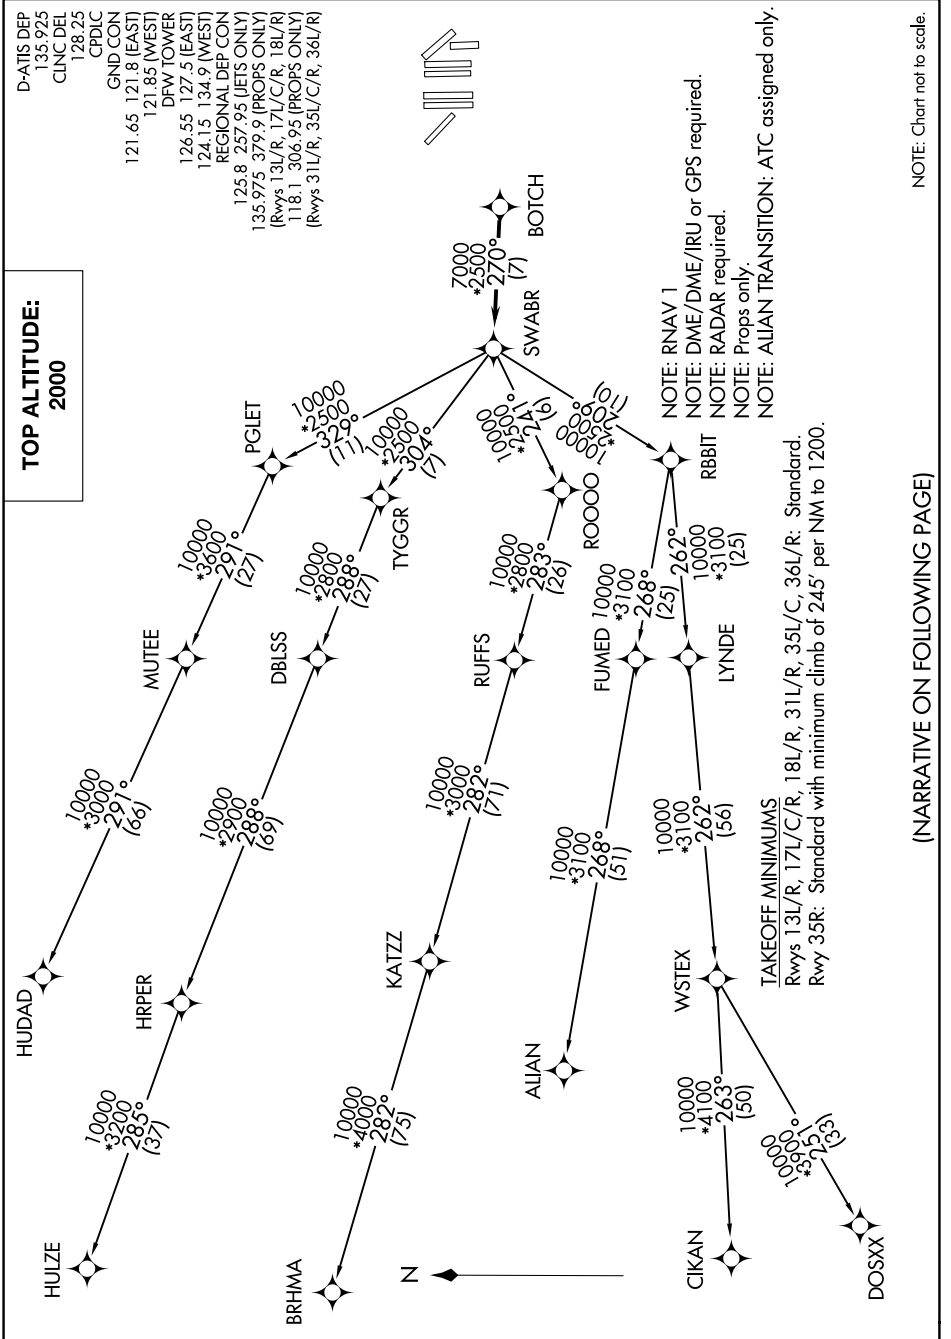 TOP ALTITUDE:
2000
D-ATIS DEP
135.925
CLNC DEL
128.25
CPDLC
GND CON
121.65 121.8 (EAST)
121.85 (WEST)
DFW TOWER
126.55 127.5 (EAST)
124.15 134.9 (WEST)
REGIONAL DEP CON
125.8 257.95 (JETS ONLY)
135.975 379.9 (PROPS ONLY)
(Rwys 13L/R, 17L/C/R, 18L/R)
118.1 306.95 (PROPS ONLY)
(Rwys 31L/R, 35L/C/R, 36L/R)
HUDAD
10000
*3000
291°
(66)
MUTEE
10000
*3600
291°
(27)
PGLET
10000
*2500
329°
(11)
HULZE
10000
*3200
285°
(37)
HRPER
10000
*2900
288°
(69)
DBLSS
10000
*2800
288°
(27)
TYGGR
10000
*2500
304°
(7)
BRHMA
10000
*4000
282°
(75)
KATZZ
10000
*3000
282°
(71)
RUFFS
10000
*2800
283°
(26)
ROOOO
10000
*2500
241°
(6)
SWABR
7000
*2500
270°
(7)
BOTCH
N
ALIAN
10000
*3100
268°
(51)
FUMED
10000
*3100
268°
(25)
RBBIT
10000
*2500
209°
(10)
CIKAN
10000
*4100
263°
(50)
WSTEX
10000
*3100
262°
(56)
LYNDE
262°
10000
*3100
(25)
DOSXX
10000
*3900
251°
(33)
NOTE: RNAV 1
NOTE: DME/DME/IRU or GPS required.
NOTE: RADAR required.
NOTE: Props only.
NOTE: ALIAN TRANSITION: ATC assigned only.
TAKEOFF MINIMUMS
Rwys 13L/R, 17L/C/R, 18L/R, 31L/R, 35L/C, 36L/R: Standard.
Rwy 35R: Standard with minimum climb of 245' per NM to 1200.
(NARRATIVE ON FOLLOWING PAGE)
NOTE: Chart not to scale.